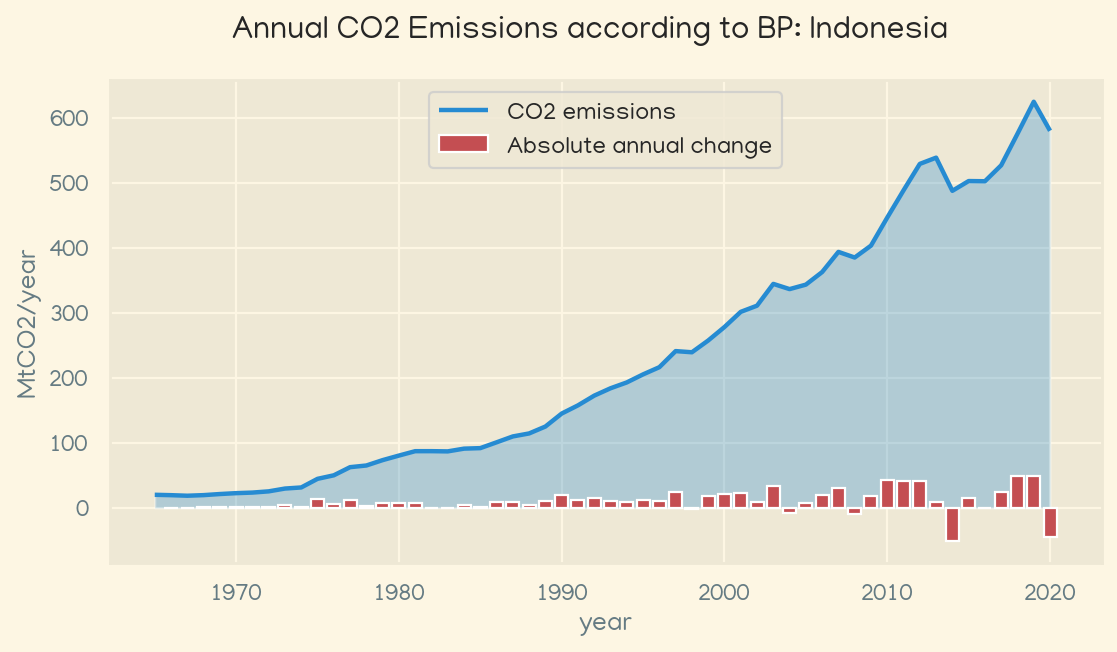 Annual CO2 Emissions according to BP: Indonesia
CO2 emissions
Absolute annual change
MtCO2/year
600
500
400
300
200
100
0
1970 1980 1990 2000 2010 2020
year